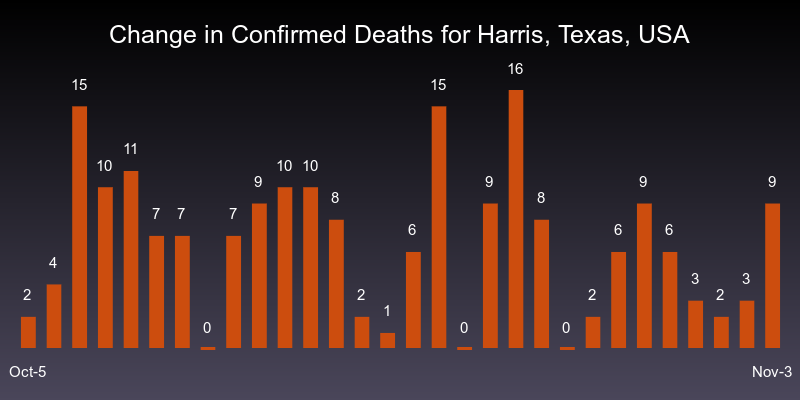 Change in Confirmed Deaths for Harris, Texas, USA
2 4 15 10 11 7 7 0 7 9 10 10 8 2 1 6 15 0 9 16 8 0 2 6 9 6 3 2 3 9
Oct-5 Nov-3